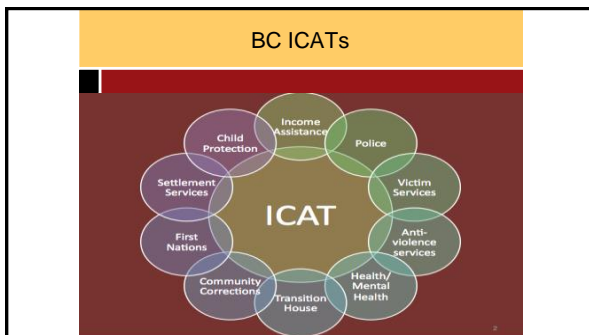 BC ICATs
Income
Assistance
Police
Victim
Services
Anti-
violence
services
Health/
Mental
Health
Transition
House
Community
Corrections
First
Nations
Settlement
Services
Child
Protection
ICAT
2